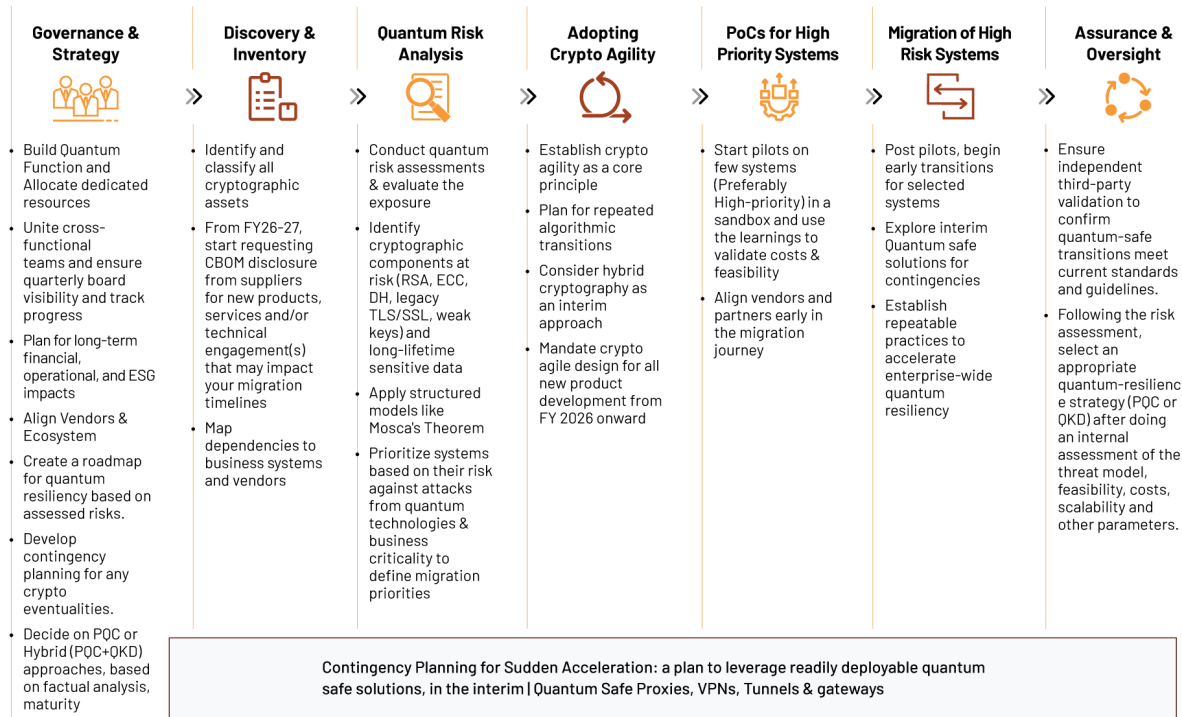 Governance &
Strategy
• Build Quantum
Function and
Allocate dedicated
resources
• Unite cross-
functional
teams and ensure
quarterly board
visibility and track
progress
• Plan for long-term
financial,
operational, and ESG
impacts
• Align Vendors &
Ecosystem
• Create a roadmap
for quantum
resiliency based on
assessed risks.
• Develop
contingency
planning for any
crypto
eventualities.
• Decide on PQC or
Hybrid (PQC+QKD)
approaches, based
on factual analysis,
maturity
Discovery &
Inventory
• Identify and
classify all
cryptographic
assets
• From FY26-27,
start requesting
CBOM disclosure
from suppliers
for new products,
services and/or
technical
engagement(s)
that may impact
your migration
timelines
• Map
dependencies to
business systems
and vendors
Quantum Risk
Analysis
• Conduct quantum
risk assessments
& evaluate the
exposure
• Identify
cryptographic
components at
risk (RSA, ECC,
DH, legacy
TLS/SSL, weak
keys) and
long-lifetime
sensitive data
• Apply structured
models like
Mosca's Theorem
• Prioritize systems
based on their risk
against attacks
from quantum
technologies &
business
criticality to
define migration
priorities
Adopting
Crypto Agility
• Establish crypto
agility as a core
principle
• Plan for repeated
algorithmic
transitions
• Consider hybrid
cryptography as
an interim
approach
• Mandate crypto
agile design for all
new product
development from
FY 2026 onward
PoCs for High
Priority Systems
• Start pilots on
few systems
(Preferably
High-priority) in a
sandbox and use
the learnings to
validate costs &
feasibility
• Align vendors and
partners early in
the migration
journey
Migration of High
Risk Systems
• Post pilots, begin
early transitions
for selected
systems
• Explore interim
Quantum safe
solutions for
contingencies
• Establish
repeatable
practices to
accelerate
enterprise-wide
quantum
resiliency
Assurance &
Oversight
• Ensure
independent
third-party
validation to
confirm
quantum-safe
transitions meet
current standards
and guidelines.
• Following the risk
assessment,
select an
appropriate
quantum-resilienc
e strategy (PQC or
QKD) after doing
an internal
assessment of the
threat model,
feasibility, costs,
scalability and
other parameters.
Contingency Planning for Sudden Acceleration: a plan to leverage readily deployable quantum
safe solutions, in the interim | Quantum Safe Proxies, VPNs, Tunnels & gateways